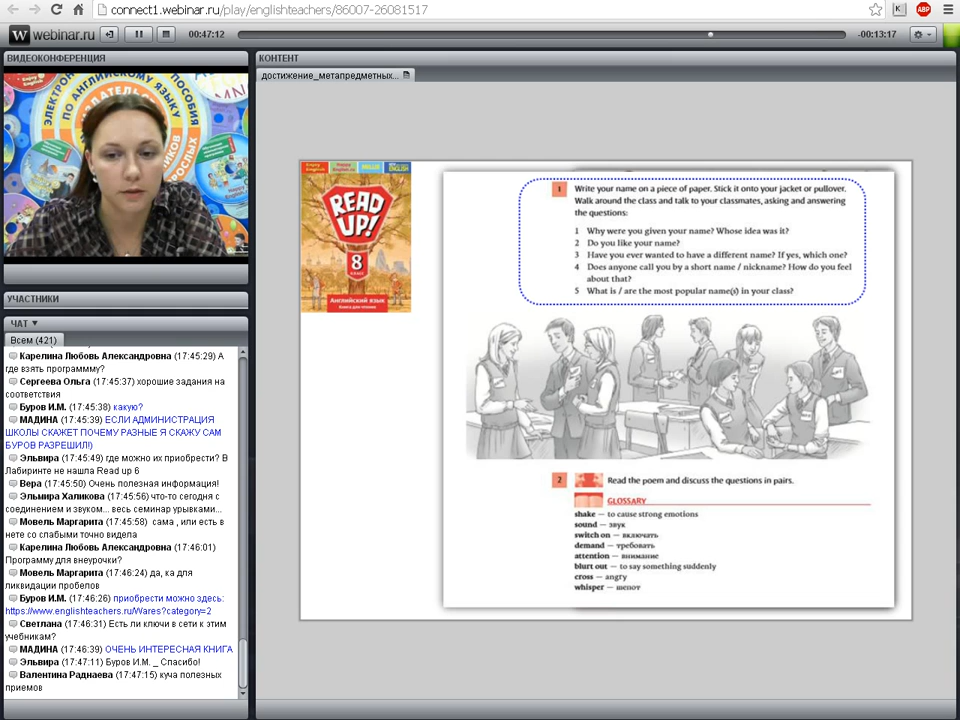 connect1.webinar.ru/play/englishteachers/86007-26081517
K
ABP
W webinar.ru
00:47:12
-00:13:17
ВИДЕОКОНФЕРЕНЦИЯ
ЭЛЕКТРОННЫЕ ПОСОБИЯ
ПО АНГЛИЙСКОМУ ЯЗЫКУ
УЧАСТНИКИ
ЧАТ
Всем (421)
Карелина Любовь Александровна (17:45:29) А
где взять программму?
Сергеева Ольга (17:45:37) хорошие задания на
соответствия
Буров И.М. (17:45:38) какую?
МАДИНА (17:45:39) ЕСЛИ АДМИНИСТРАЦИЯ
ШКОЛЫ СКАЖЕТ ПОЧЕМУ РАЗНЫЕ Я СКАЖУ САМ
БУРОВ РАЗРЕШИЛ!)
Эльвира (17:45:49) где можно их приобрести? В
Лабиринте не нашла Read up 6
Вера (17:45:50) Очень полезная информация!
Эльмира Халикова (17:45:56) что-то сегодня с
соединением и звуком... весь семинар урывками...
Мовель Маргарита (17:45:58) сама , или есть в
нете со слабыми точно видела
Карелина Любовь Александровна (17:46:01)
Программу для внеурочки?
Мовель Маргарита (17:46:24) да, ка для
ликвидации пробелов
Буров И.М. (17:46:26) приобрести можно здесь:
https://www.englishteachers.ru/Wares?category=2
Светлана (17:46:31) Есть ли ключи в сети к этим
учебникам?
МАДИНА (17:46:39) ОЧЕНЬ ИНТЕРЕСНАЯ КНИГА
Эльвира (17:47:11) Буров И.М. _ Спасибо!
Валентина Раднаева (17:47:15) куча полезных
приемов
КОНТЕНТ
достижение_метапредметных...
READ
UP!
8
КЛАСС
Английский язык
Книга для чтения
1 Write your name on a piece of paper. Stick it onto your jacket or pullover.
Walk around the class and talk to your classmates, asking and answering
the questions:
1 Why were you given your name? Whose idea was it?
2 Do you like your name?
3 Have you ever wanted to have a different name? If yes, which one?
4 Does anyone call you by a short name / nickname? How do you feel
about that?
5 What is / are the most popular name(s) in your class?
2 Read the poem and discuss the questions in pairs.
GLOSSARY
shake — to cause strong emotions
sound — звук
switch on — включать
demand — требовать
attention — внимание
blurt out — to say something suddenly
cross — angry
whisper — шепот